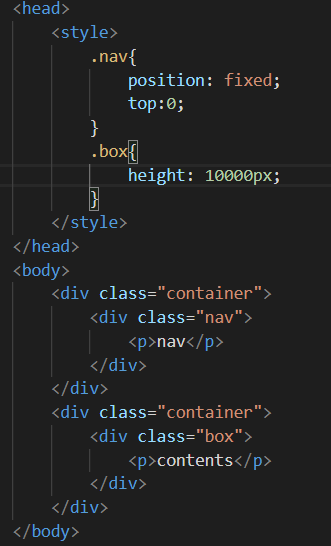 <head>
    <style>
        .nav{
            position: fixed;
            top:0;
        }
        .box{
            height: 10000px;
        }
    </style>
</head>
<body>
    <div class="container">
        <div class="nav">
            <p>nav</p>
        </div>
    </div>
    <div class="container">
        <div class="box">
            <p>contents</p>
        </div>
    </div>
</body>